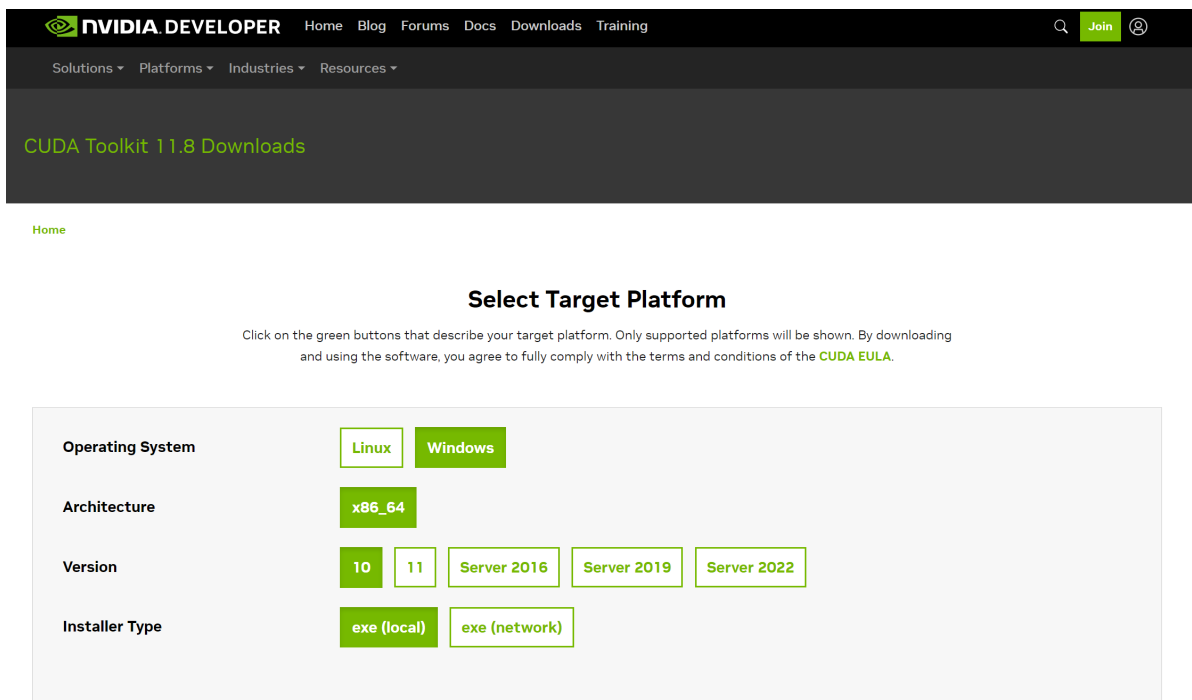 NVIDIA.DEVELOPER Home Blog Forums Docs Downloads Training Join
Solutions Platforms Industries Resources
CUDA Toolkit 11.8 Downloads
Home
Select Target Platform
Click on the green buttons that describe your target platform. Only supported platforms will be shown. By downloading
and using the software, you agree to fully comply with the terms and conditions of the CUDA EULA.
Operating System Linux Windows
Architecture x86_64
Version 10 11 Server 2016 Server 2019 Server 2022
Installer Type exe (local) exe (network)